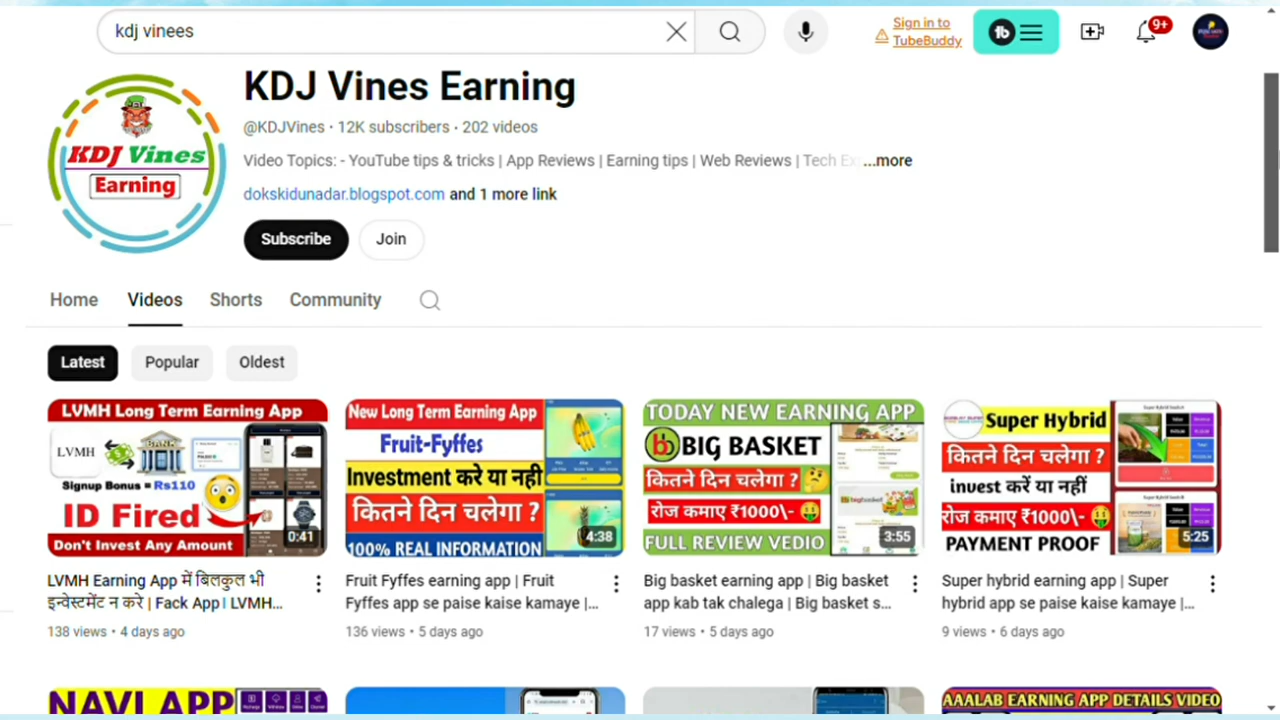 kdj vinees
Sign in to
TubeBuddy
9+
KDJ Vines Earning
@KDJVines • 12K subscribers • 202 videos
Video Topics: - YouTube tips & tricks | App Reviews | Earning tips | Web Reviews | Tech ...more
dokskidunadar.blogspot.com and 1 more link
KDJ Vines
Earning
Subscribe Join
Home Videos Shorts Community
Latest Popular Oldest
LVMH Long Term Earning App
LVMH
BANK
Signup Bonus = Rs110
ID Fired
Don't Invest Any Amount
0:41
New Long Term Earning App
Fruit-Fyffes
Investment करे या नही
कितने दिन चलेगा ?
100% REAL INFORMATION
4:38
TODAY NEW EARNING APP
BIG BASKET
कितने दिन चलेगा ?
रोज कमाए ₹1000\-
FULL REVIEW VEDIO
bigbasket
3:55
Super Hybrid
कितने दिन चलेगा ?
invest करें या नहीं
रोज कमाए ₹1000\-
PAYMENT PROOF
5:25
LVMH Earning App में बिलकुल भी
इन्वेस्टमेंट न करे | Fack App I LVMH...
138 views • 4 days ago
Fruit Fyffes earning app | Fruit
Fyffes app se paise kaise kamaye |...
136 views • 5 days ago
Big basket earning app | Big basket
app kab tak chalega | Big basket s...
17 views • 5 days ago
Super hybrid earning app | Super
hybrid app se paise kaise kamaye |...
9 views • 6 days ago
NAVI APP
AAALAB EARNING APP DETAILS VIDEO